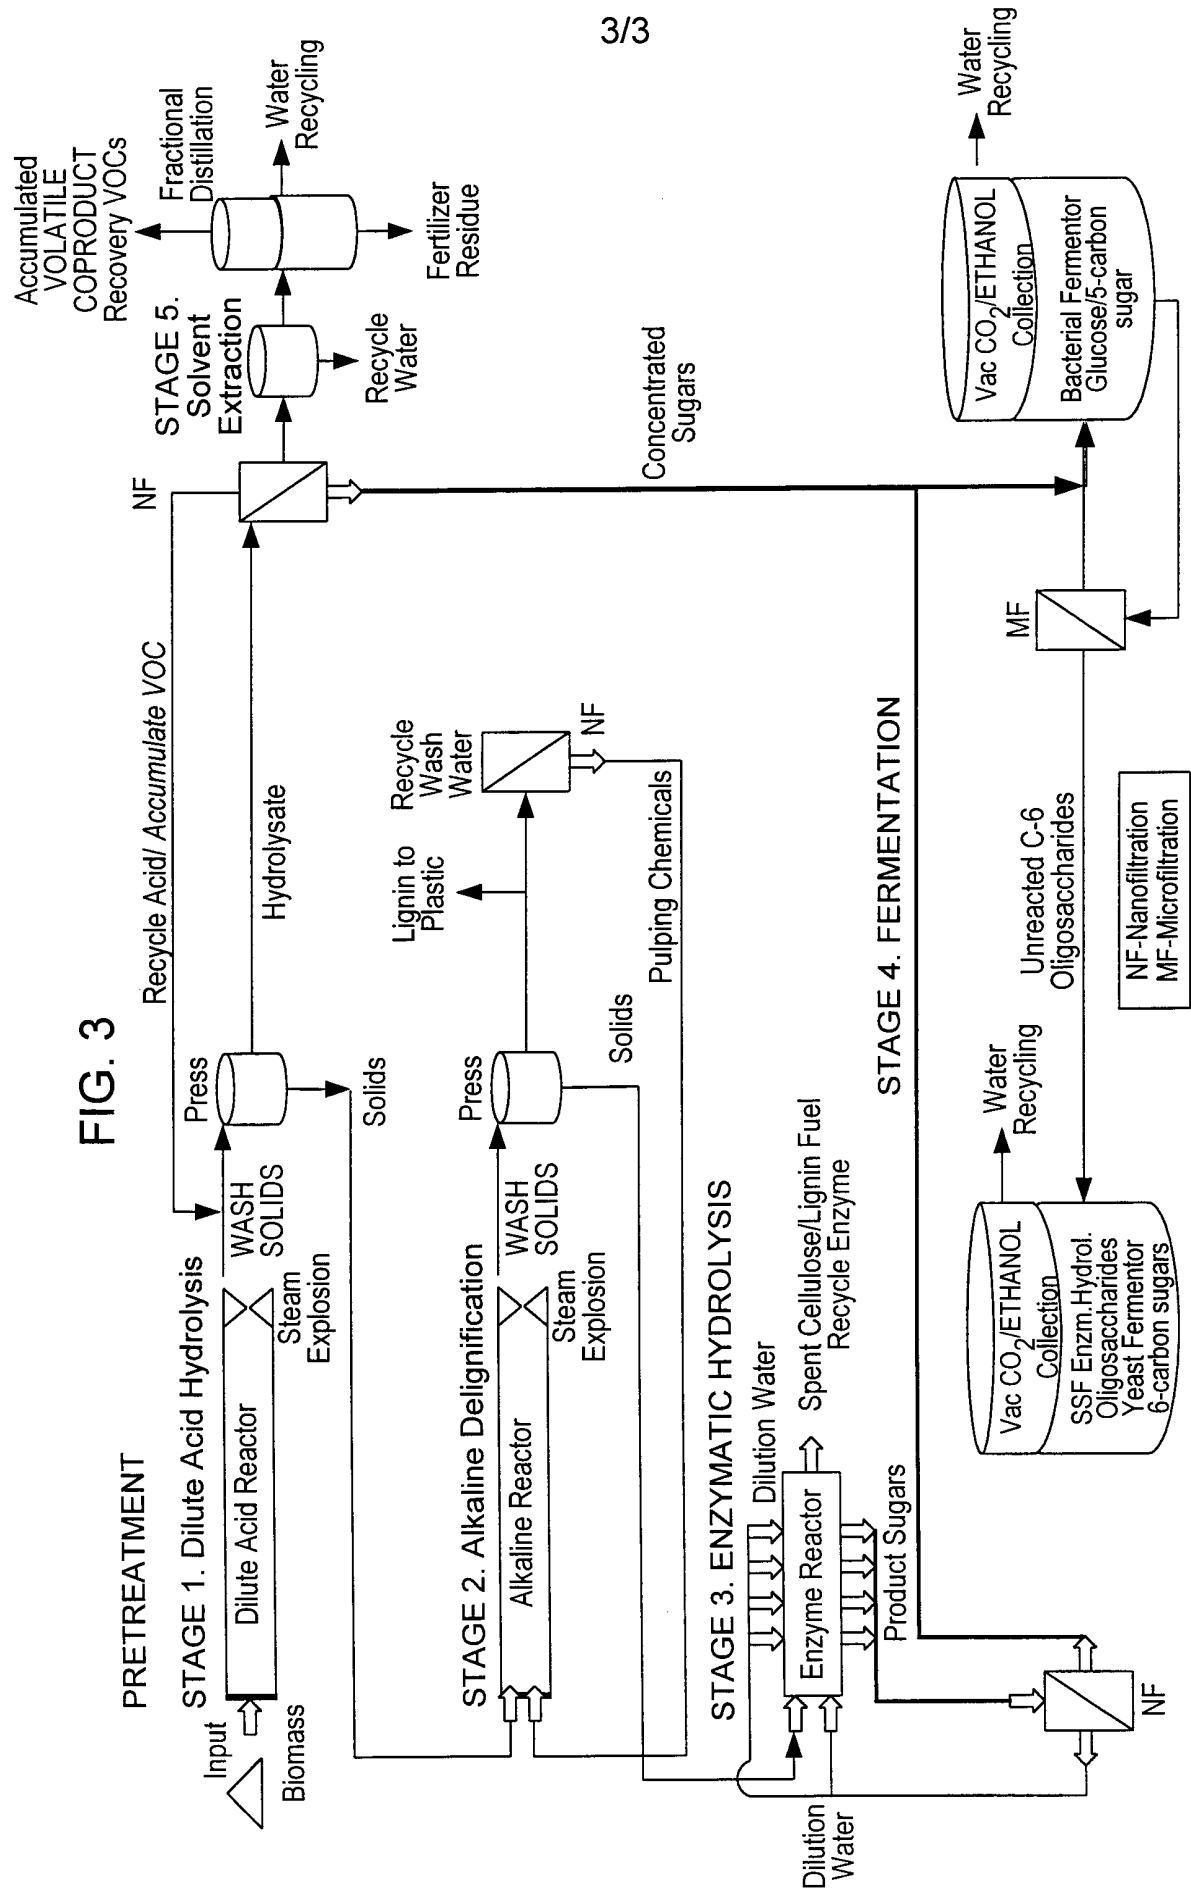 3/3
FIG. 3
PRETREATMENT
STAGE 1. Dilute Acid Hydrolysis
Input
Biomass
Dilute Acid Reactor
Steam
Explosion
WASH
SOLIDS
Press
Solids
Recycle Acid/ Accumulate VOC
Hydrolysate
NF
STAGE 5.
Solvent
Extraction
Recycle
Water
Accumulated
VOLATILE
COPRODUCT
Recovery VOCs
Fractional
Distillation
Water
Recycling
Fertilizer
Residue
STAGE 2. Alkaline Delignification
Alkaline Reactor
Steam
Explosion
WASH
SOLIDS
Press
Solids
Lignin to
Plastic
Recycle
Wash
Water
NF
Pulping Chemicals
Concentrated
Sugars
STAGE 3. ENZYMATIC HYDROLYSIS
Dilution Water
Dilution
Water
Enzyme Reactor
Spent Cellulose/Lignin Fuel
Recycle Enzyme
Product Sugars
NF
STAGE 4. FERMENTATION
Vac CO2/ETHANOL
Collection
SSF Enzm.Hydrol.
Oligosaccharides
Yeast Fermentor
6-carbon sugars
Water
Recycling
Unreacted C-6
Oligosaccharides
MF
Vac CO2/ETHANOL
Collection
Bacterial Fermentor
Glucose/5-carbon
sugar
Water
Recycling
NF-Nanofiltration
MF-Microfiltration